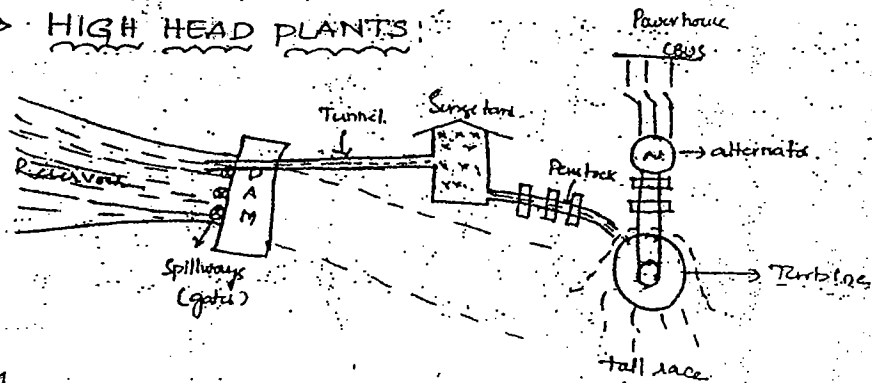 HIGH HEAD PLANTS:
Powerhouse
BUS
Tunnel
Surge tank
alternator
Reservoir
DAM
Penstock
Spillways
(gates)
Turbine
tail race